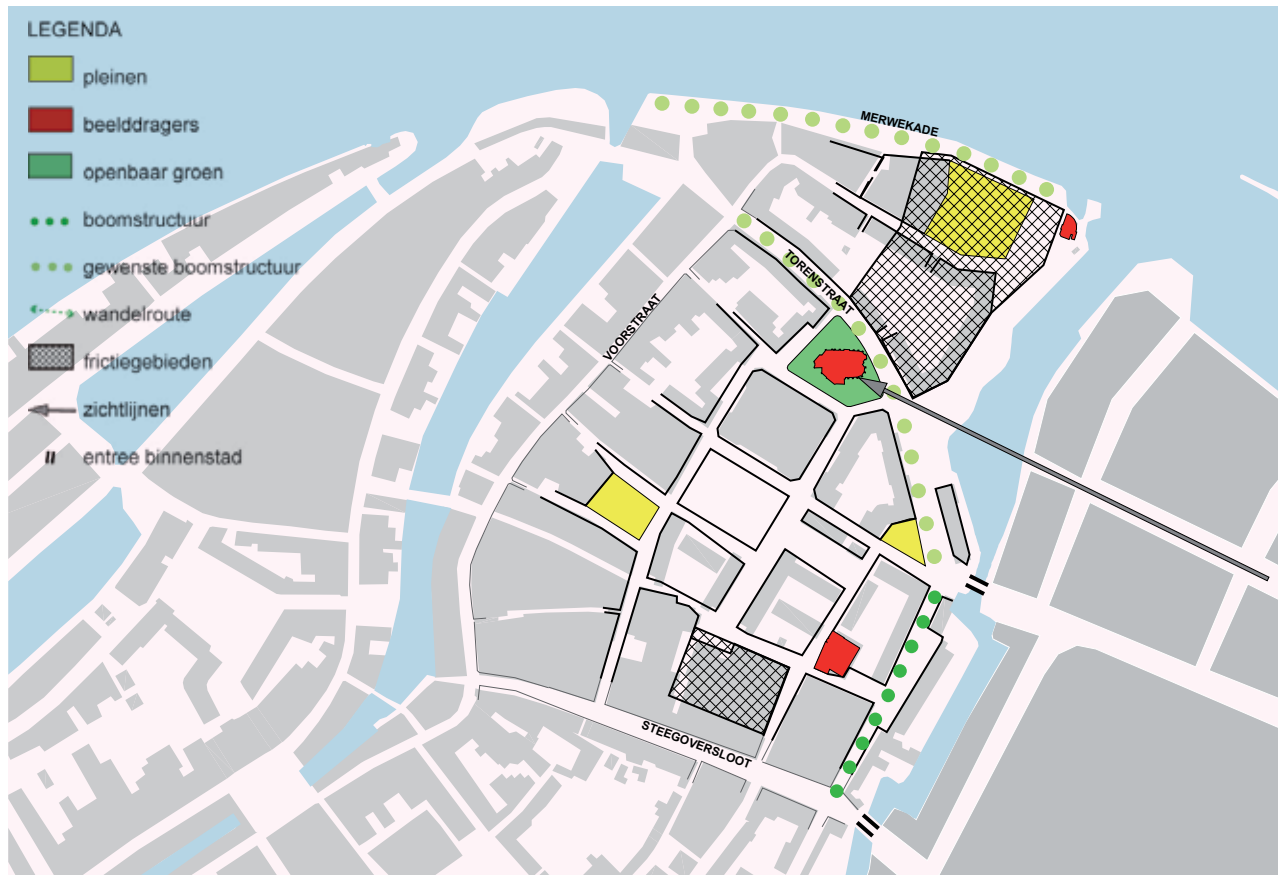 LEGENDA
pleinen
beelddragers
openbaar groen
boomstructuur
gewenste boomstructuur
wandelroute
frictiegebieden
zichtlijnen
entree binnenstad
MERWEKADE
TORENSTRAAT
VOORSTRAAT
STEEGOVERSLOOT